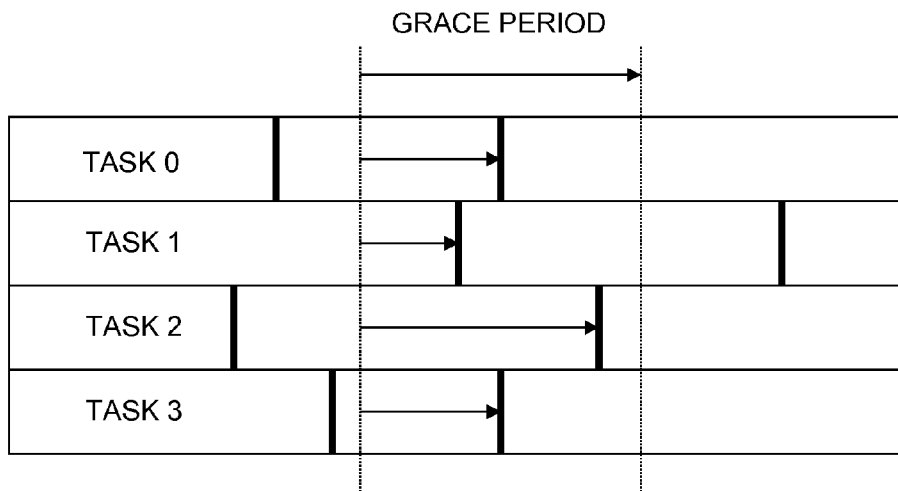 GRACE PERIOD
TASK 0
TASK 1
TASK 2
TASK 3